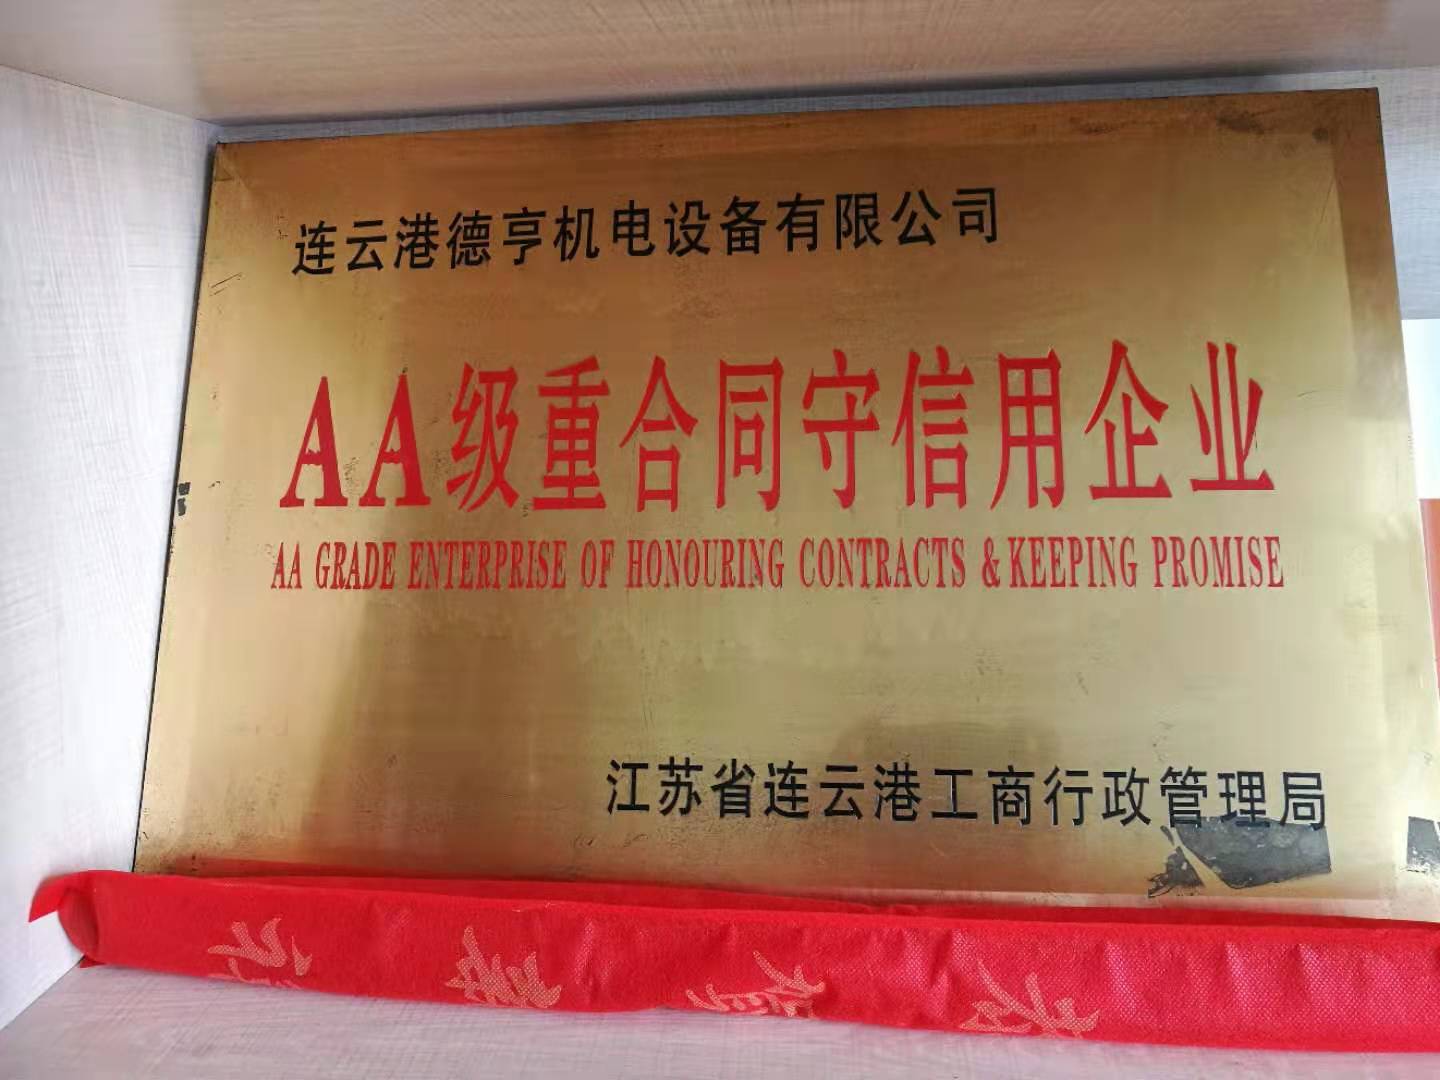 连云港德亨机电设备有限公司
AA级重合同守信用企业
AA GRADE ENTERPRISE OF HONOURING CONTRACTS & KEEPING PROMISE
江苏省连云港工商行政管理局